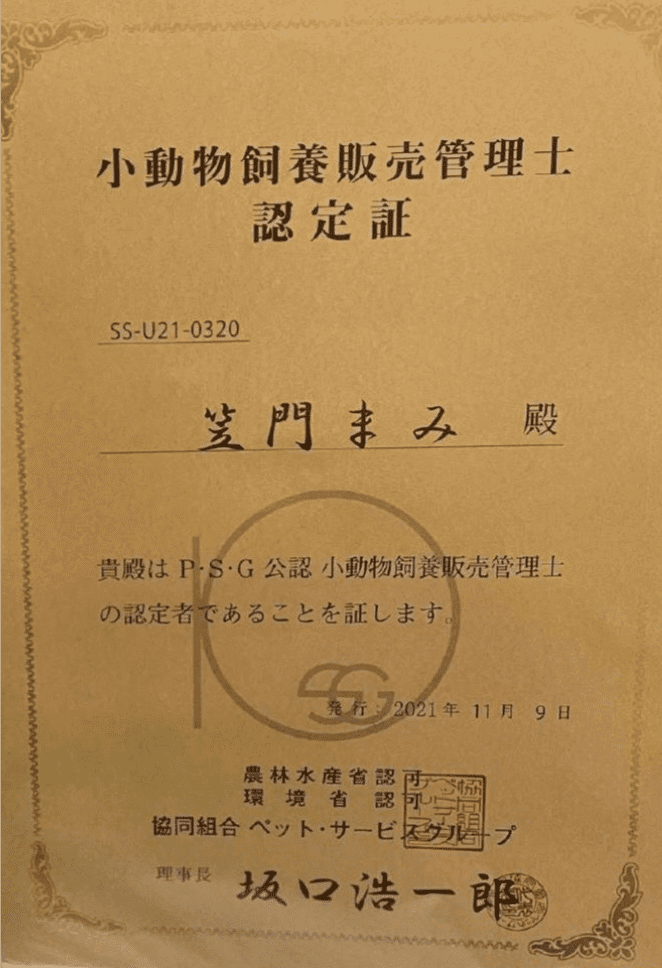 小動物飼養販売管理士
認定証
SS-U21-0320
笠門まみ 殿
貴殿は P・S・G 公認 小動物飼養販売管理士
の認定者であることを証します。
SG
発行：2021年 11月 9日
農林水産省認可
環境省認可
協同組合 ペット・サービスグループ
理事長 坂口浩一郎